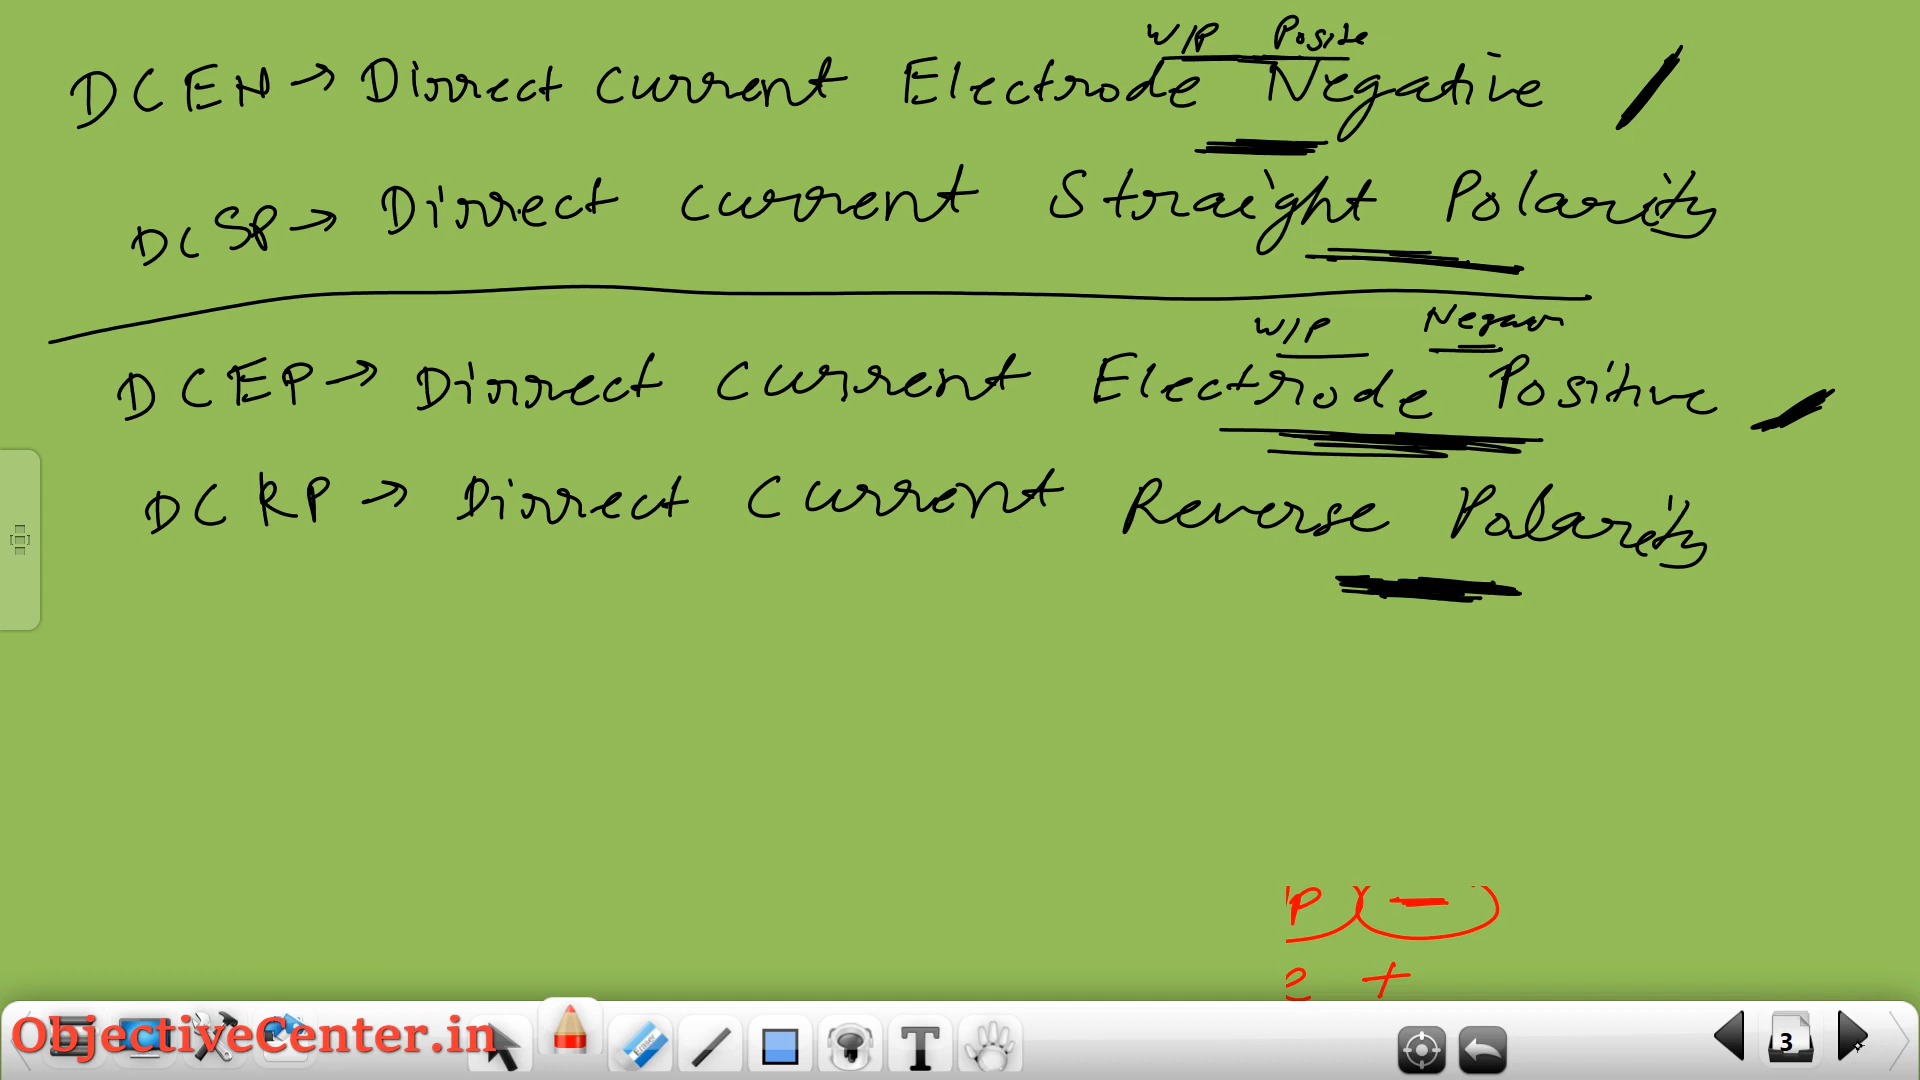 W/P Posite
DCEN → Dirrect Current Electrode Negative
DCSP → Dirrect Current Straight Polarity
W/P Negav
DCEP → Dirrect Current Electrode Positive
DCRP → Dirrect Current Reverse Polarity
P (-)
e +
ObjectiveCenter.in
Eraser
T
3